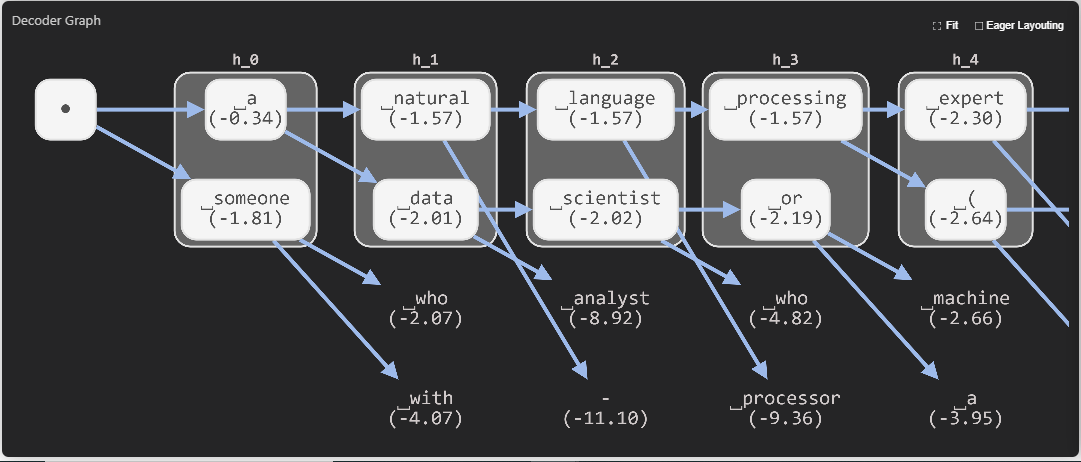 Decoder Graph
Fit
Eager Layouting
h_0
h_1
h_2
h_3
h_4
␣a
(-0.34)
␣natural
(-1.57)
␣language
(-1.57)
␣processing
(-1.57)
␣expert
(-2.30)
␣someone
(-1.81)
␣data
(-2.01)
␣scientist
(-2.02)
␣or
(-2.19)
␣(
(-2.64)
␣who
(-2.07)
␣analyst
(-8.92)
␣who
(-4.82)
␣machine
(-2.66)
␣with
(-4.07)
-
(-11.10)
␣processor
(-9.36)
␣a
(-3.95)